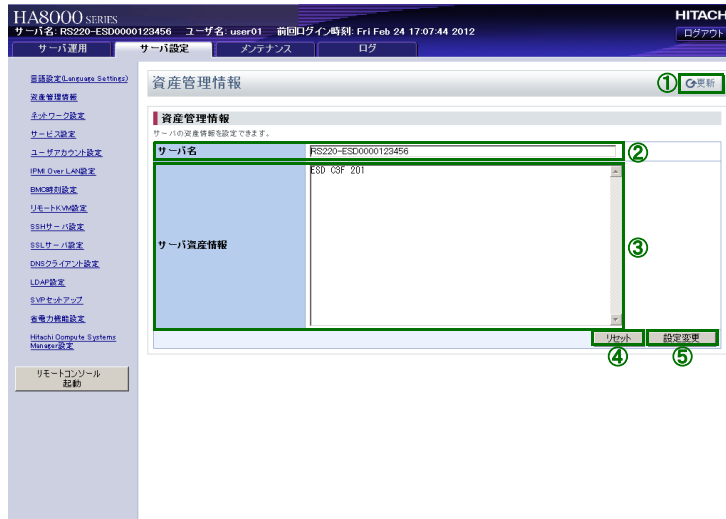 HA8000 SERIES
HITACH
サーバ名: RS220-ESD0000123456 ユーザ名: user01 前回ログイン時刻: Fri Feb 24 17:07:44 2012
ログアウト
サーバ運用 サーバ設定 メンテナンス ログ
言語設定(Language Settings)
資産管理情報
ネットワーク設定
サービス設定
ユーザアカウント設定
IPMI Over LAN設定
BMC時刻設定
リモートKVM設定
SSHサーバ設定
SSLサーバ設定
DNSクライアント設定
LDAP設定
SVPセットアップ
省電力機能設定
Hitachi Compute Systems
Manager設定
リモートコンソール
起動
資産管理情報
① 更新
資産管理情報
サーバの資産情報を設定できます。
サーバ名 RS220-ESD0000123456 ②
サーバ資産情報 ESD C3F 201 ③
リセット 設定変更
④ ⑤